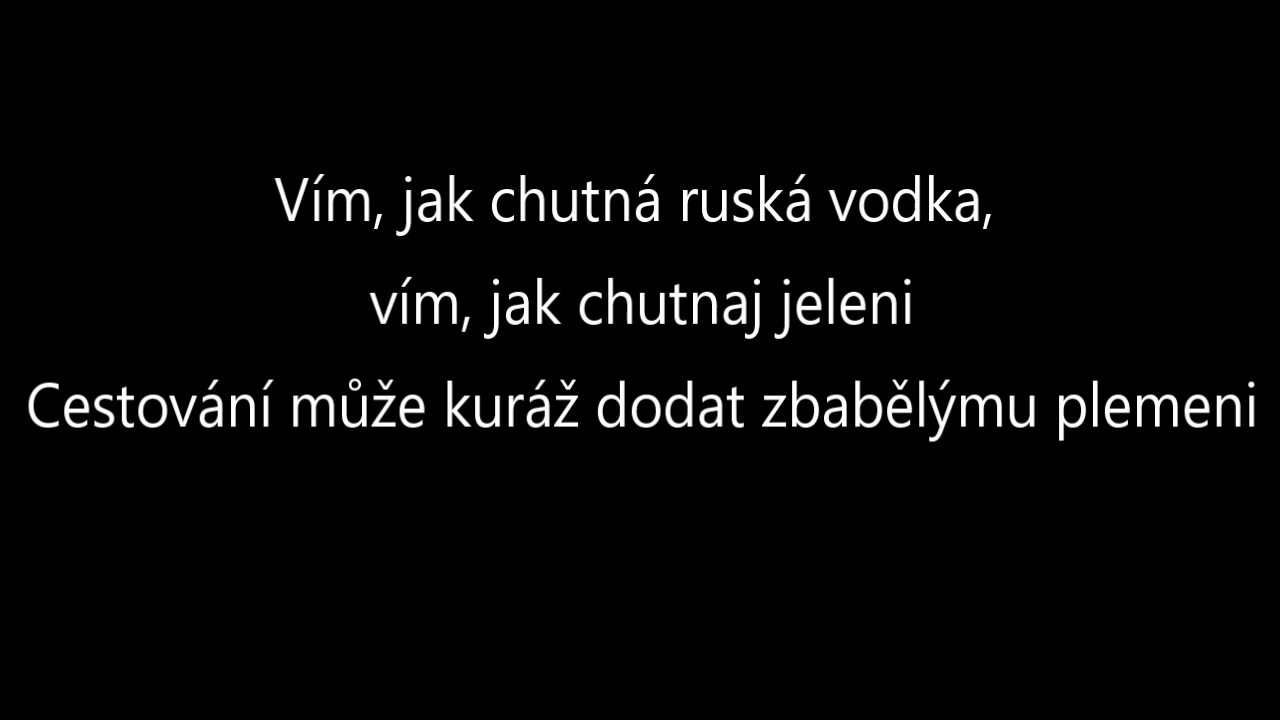 Vím, jak chutná ruská vodka,
vím, jak chutnaj jeleni
Cestování může kuráž dodat zbabělýmu plemeni